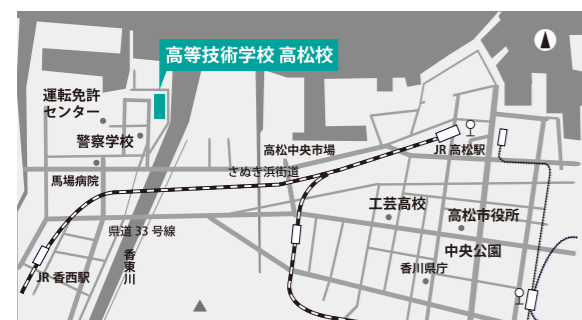 高等技術学校 高松校
運転免許
センター
警察学校
馬場病院
高松中央市場
さぬき浜街道
JR 高松駅
工芸高校
高松市役所
県道 33 号線
中央公園
香東川
香川県庁
JR 香西駅